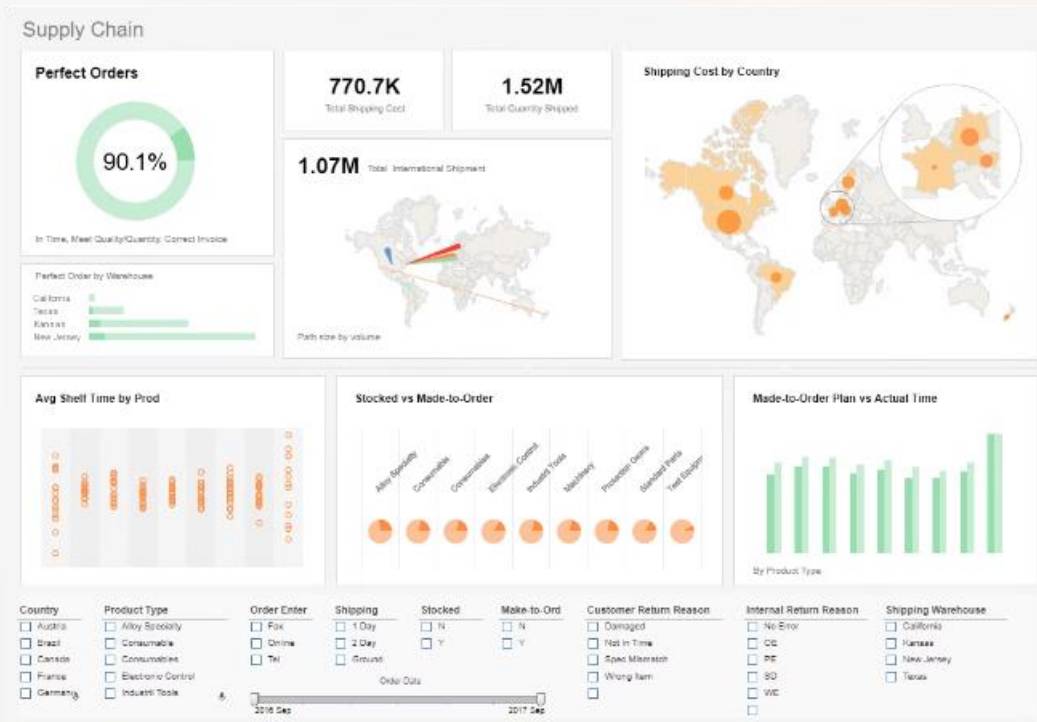 Supply Chain
Perfect Orders
90.1%
In Time, Meet Quality/Quantity, Correct Invoice
770.7K
Total Shipping Cost
1.52M
Total Quantity Shipped
1.07M Total International Shipment
Path size by volume
Shipping Cost by Country
Perfect Order by Warehouse
California
Texas
Kansas
New Jersey
Avg Shelf Time by Prod
Stocked vs Made-to-Order
Alloy Specialty
Consumable
Consumables
Electronic Control
Industril Tools
Machinery
Protection Gears
Standard Parts
Test Equipm
Made-to-Order Plan vs Actual Time
By Product Type
Country
Austria
Brazil
Canada
France
Germany
Product Type
Alloy Specialty
Consumable
Consumables
Electronic Control
Industril Tools
Order Enter
Fax
Online
Tel
Shipping
1 Day
2 Day
Ground
Stocked
N
Y
Make-to-Ord
N
Y
Order Date
2016 Sep
2017 Sep
Customer Return Reason
Damaged
Not In Time
Spec Mismatch
Wrong Item
Internal Return Reason
No Error
OE
PE
SD
WE
Shipping Warehouse
California
Kansas
New Jersey
Texas